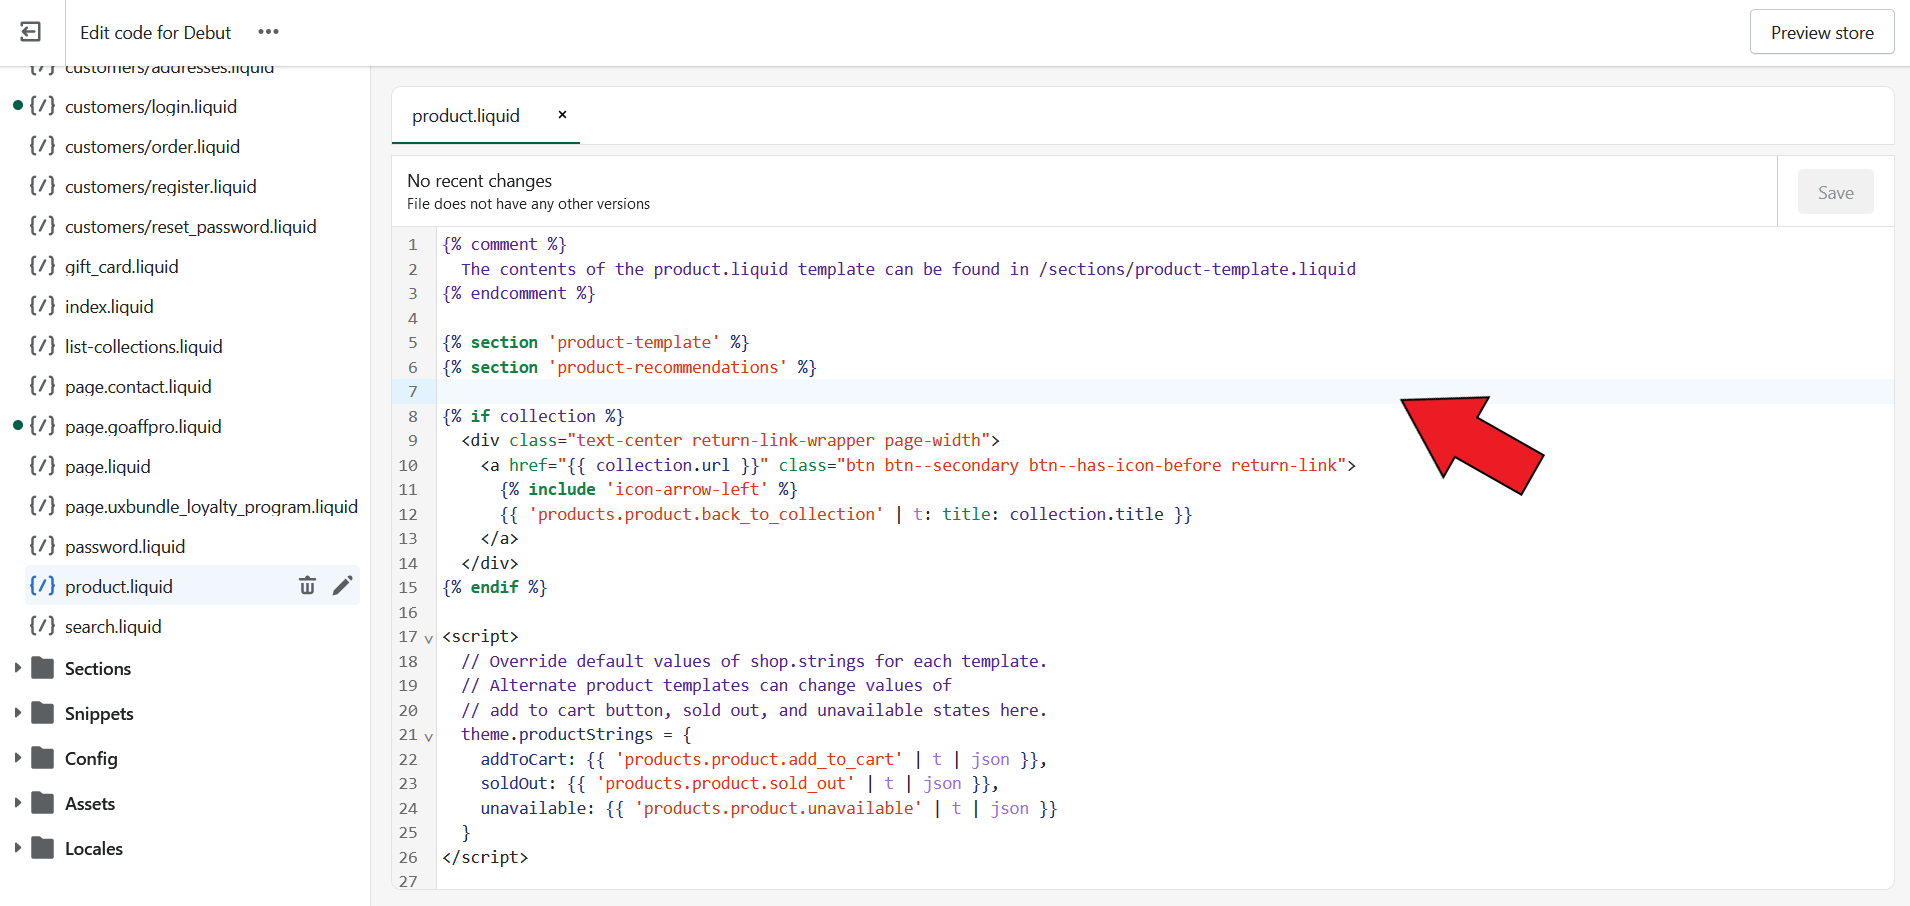 Edit code for Debut
Preview store
customers/addresses.liquid
customers/login.liquid
customers/order.liquid
customers/register.liquid
customers/reset_password.liquid
gift_card.liquid
index.liquid
list-collections.liquid
page.contact.liquid
page.goaffpro.liquid
page.liquid
page.uxbundle_loyalty_program.liquid
password.liquid
product.liquid
search.liquid
Sections
Snippets
Config
Assets
Locales
product.liquid ×
No recent changes
File does not have any other versions
Save
1 {% comment %}
2   The contents of the product.liquid template can be found in /sections/product-template.liquid
3 {% endcomment %}
4
5 {% section 'product-template' %}
6 {% section 'product-recommendations' %}
7
8 {% if collection %}
9   <div class="text-center return-link-wrapper page-width">
10     <a href="{{ collection.url }}" class="btn btn--secondary btn--has-icon-before return-link">
11       {% include 'icon-arrow-left' %}
12       {{ 'products.product.back_to_collection' | t: title: collection.title }}
13     </a>
14   </div>
15 {% endif %}
16
17 <script>
18   // Override default values of shop.strings for each template.
19   // Alternate product templates can change values of
20   // add to cart button, sold out, and unavailable states here.
21   theme.productStrings = {
22     addToCart: {{ 'products.product.add_to_cart' | t | json }},
23     soldOut: {{ 'products.product.sold_out' | t | json }},
24     unavailable: {{ 'products.product.unavailable' | t | json }}
25   }
26 </script>
27